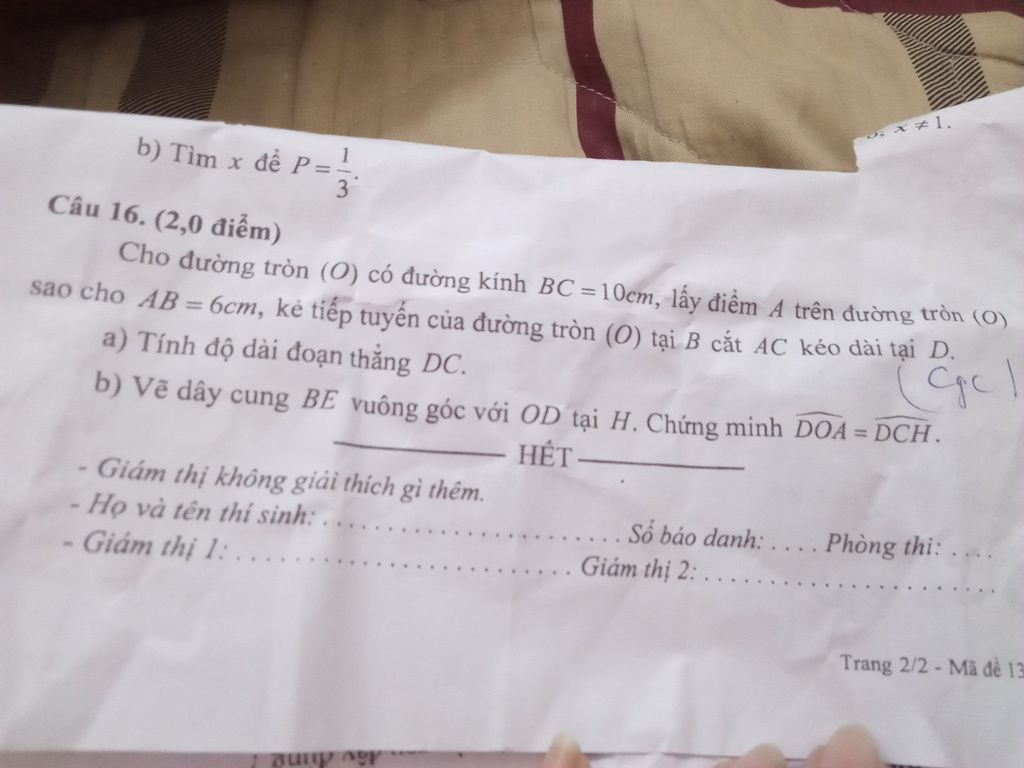 ; x ≠ 1.
b) Tìm x để P = 1/3.
Câu 16. (2,0 điểm)
Cho đường tròn (O) có đường kính BC = 10cm, lấy điểm A trên đường tròn (O)
sao cho AB = 6cm, kẻ tiếp tuyến của đường tròn (O) tại B cắt AC kéo dài tại D.
a) Tính độ dài đoạn thẳng DC.
(Cgc)
b) Vẽ dây cung BE vuông góc với OD tại H. Chứng minh \widehat{DOA} = \widehat{DCH}.
HẾT
- Giám thị không giải thích gì thêm.
- Họ và tên thí sinh: . . . . . . . . . . . . . . . . . . . . . . . . . Số báo danh: . . . . Phòng thi: . . . .
- Giám thị 1: . . . . . . . . . . . . . . . . . . . . . . . . . . . . Giám thị 2: . . . . . . . . . . . . . . . . . . . . . . . .
Trang 2/2 - Mã đề 13